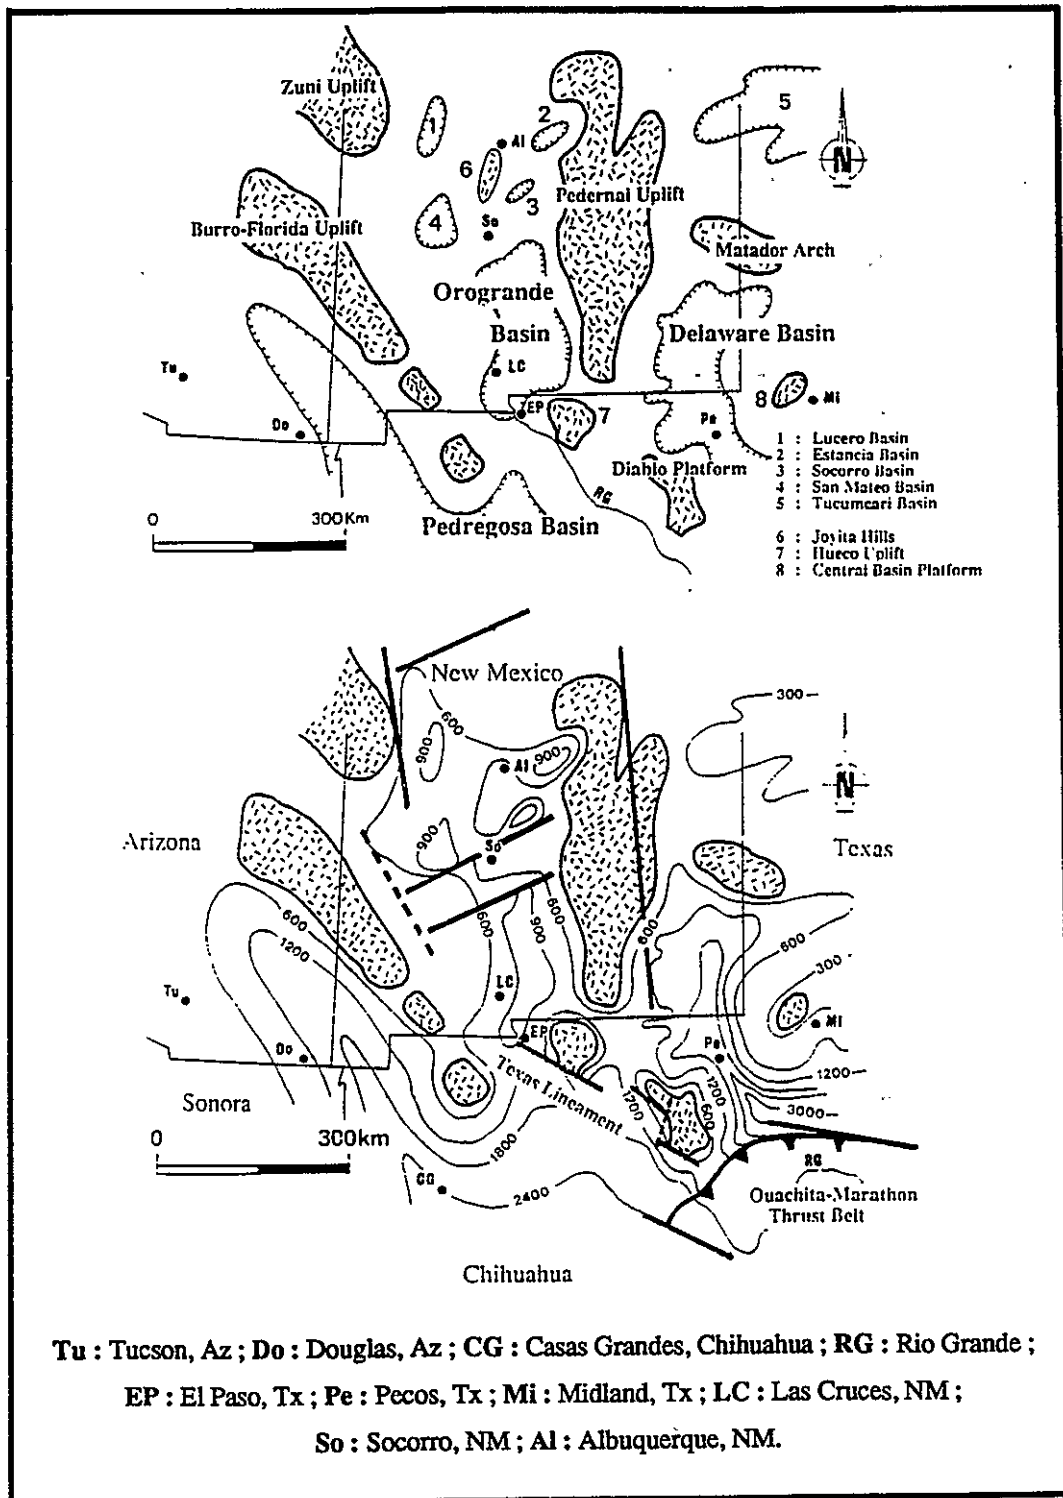 Zuni Uplift
1
2
Al
5
N
6
3
Pedernal Uplift
Burro-Florida Uplift
4
So
Matador Arch
Orogrande
Basin
Delaware Basin
Tu
LC
8
Mi
EP
7
Do
Pe
Diablo Platform
RG
0
300Km
Pedregosa Basin
1 : Lucero Basin
2 : Estancia Basin
3 : Socorro Basin
4 : San Mateo Basin
5 : Tucumcari Basin
6 : Joyita Hills
7 : Hueco Uplift
8 : Central Basin Platform
New Mexico
300
600
900
Al
900
N
Arizona
900
So
Texas
600
600
900
600
600
600
1200
300
Tu
LC
Mi
EP
Pe
Do
Texas Lineament
1200
1200
1200
600
Sonora
3000
0
300km
1800
RG
CG
2400
Ouachita-Marathon
Thrust Belt
Chihuahua
Tu : Tucson, Az ; Do : Douglas, Az ; CG : Casas Grandes, Chihuahua ; RG : Rio Grande ;
EP : El Paso, Tx ; Pe : Pecos, Tx ; Mi : Midland, Tx ; LC : Las Cruces, NM ;
So : Socorro, NM ; Al : Albuquerque, NM.